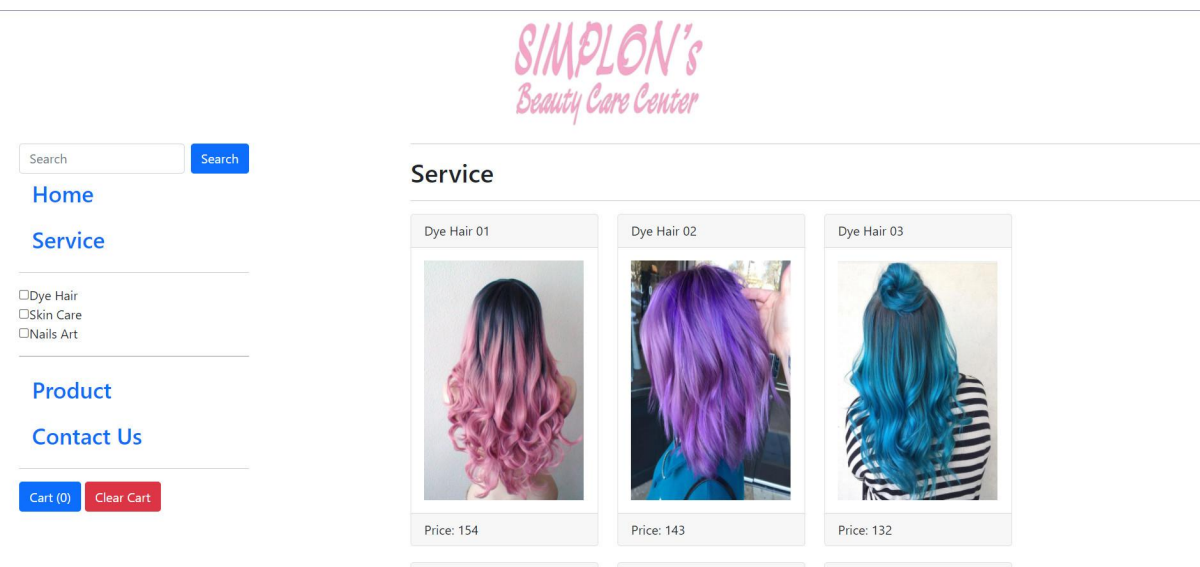 SIMPLON's
Beauty Care Center
Search
Search
Home
Service
Dye Hair
Skin Care
Nails Art
Product
Contact Us
Cart (0)
Clear Cart
Service
Dye Hair 01
Dye Hair 02
Dye Hair 03
Price: 154
Price: 143
Price: 132